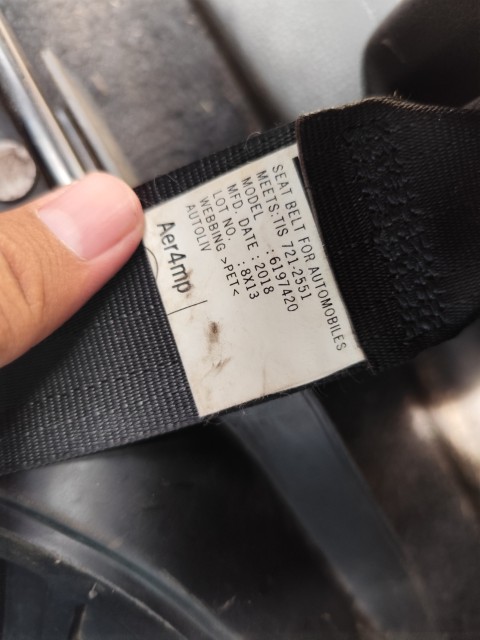 SEAT BELT FOR AUTOMOBILES
MEETS: TIS 721-2551
MODEL : 6197420
MFD. DATE : 2018
LOT NO. : 8X13
WEBBING >PET<
AUTOLIV
Aer4mp